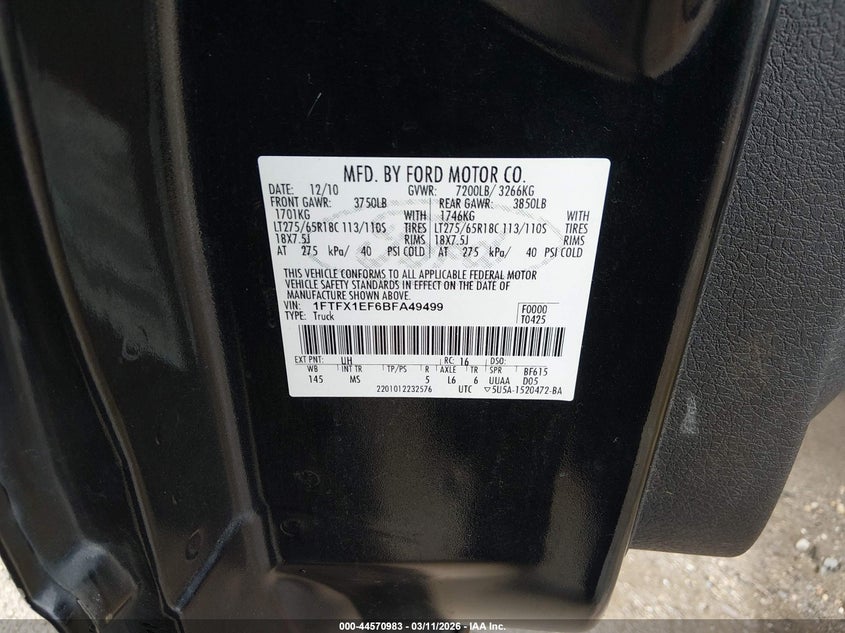 MFD. BY FORD MOTOR CO.
DATE: 12/10 GVWR: 7200LB/ 3266KG
FRONT GAWR: 3750LB REAR GAWR: 3850LB
1701KG WITH 1746KG WITH
LT275/65R18C 113/110S TIRES LT275/65R18C 113/110S TIRES
18X7.5J RIMS 18X7.5J RIMS
AT 275 kPa/ 40 PSI COLD AT 275 kPa/ 40 PSI COLD
THIS VEHICLE CONFORMS TO ALL APPLICABLE FEDERAL MOTOR
VEHICLE SAFETY STANDARDS IN EFFECT ON THE DATE OF
MANUFACTURE SHOWN ABOVE.
VIN: 1FTFX1EF6BFA49499 F0000
TYPE: Truck T0425
EXT PNT: UH RC: 16 DSO:
WB INT TR TP/PS R AXLE TR SPR BF615
145 MS 5 L6 6 UUAA D05
2201012232576 UTC ▽5U5A-1520472-BA
000-44570983 - 03/11/2026 - IAA Inc.